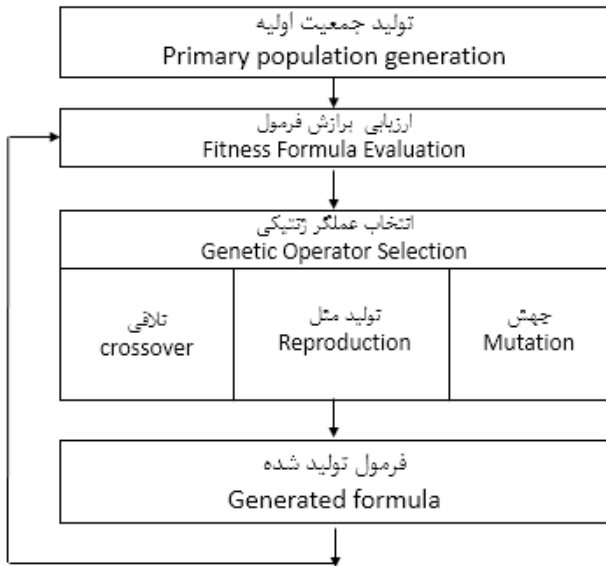 تولید جمعیت اولیه
Primary population generation
ارزیابی برازش فرمول
Fitness Formula Evaluation
انتخاب عملگر ژنتیکی
Genetic Operator Selection
تلاقی
crossover
تولید مثل
Reproduction
جهش
Mutation
فرمول تولید شده
Generated formula